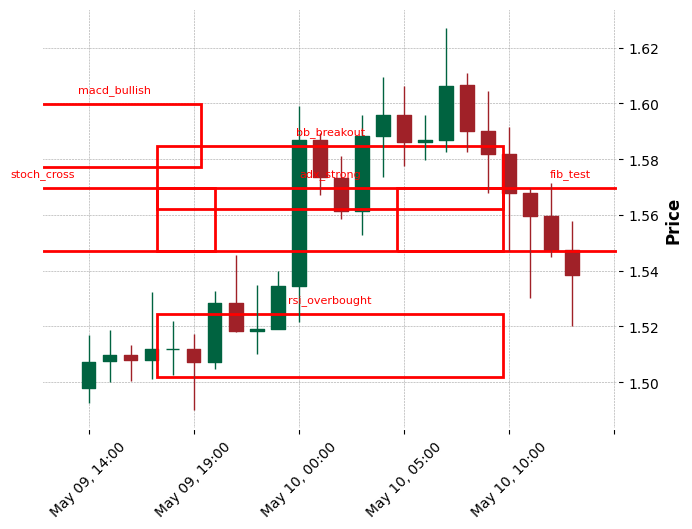 macd_bullish
bb_breakout
stoch_cross
adx_strong
fib_test
rsi_overbought
1.62
1.60
1.58
1.56
1.54
1.52
1.50
Price
May 09, 14:00
May 09, 19:00
May 10, 00:00
May 10, 05:00
May 10, 10:00